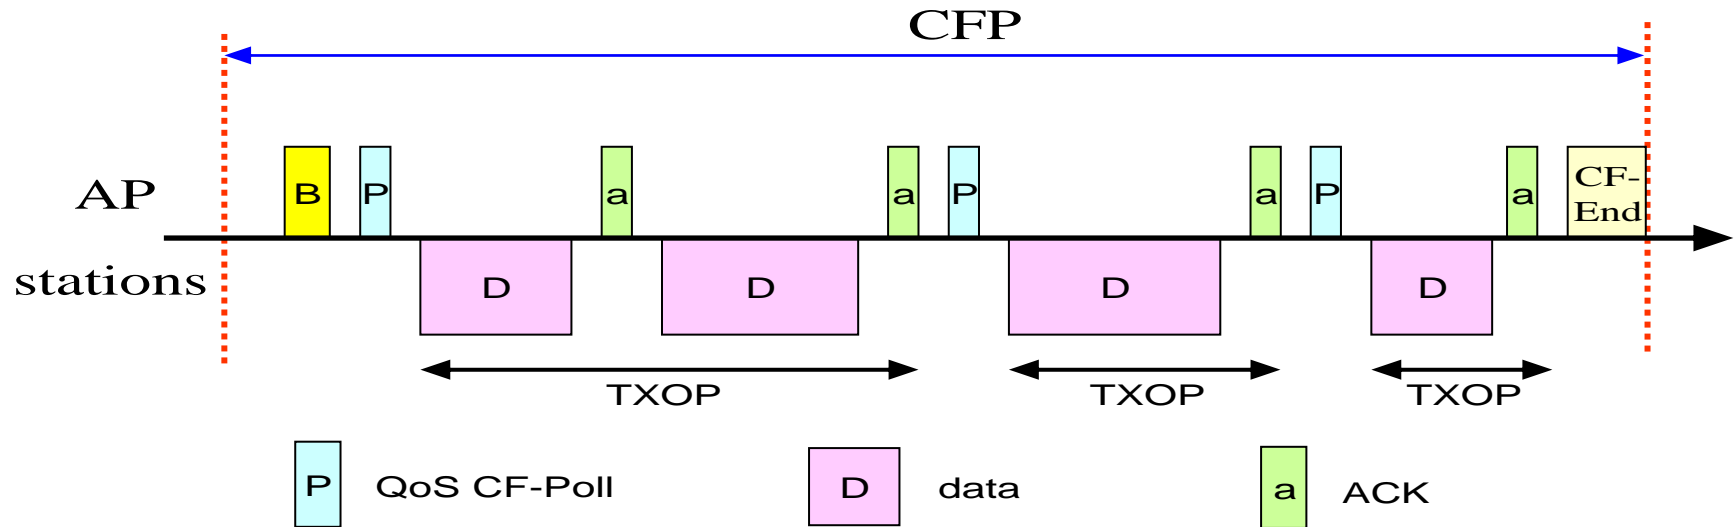 CFP
AP
B
P
a
a
P
a
P
a
CF-
End
stations
D
D
D
D
TXOP
TXOP
TXOP
P
QoS CF-Poll
D
data
a
ACK